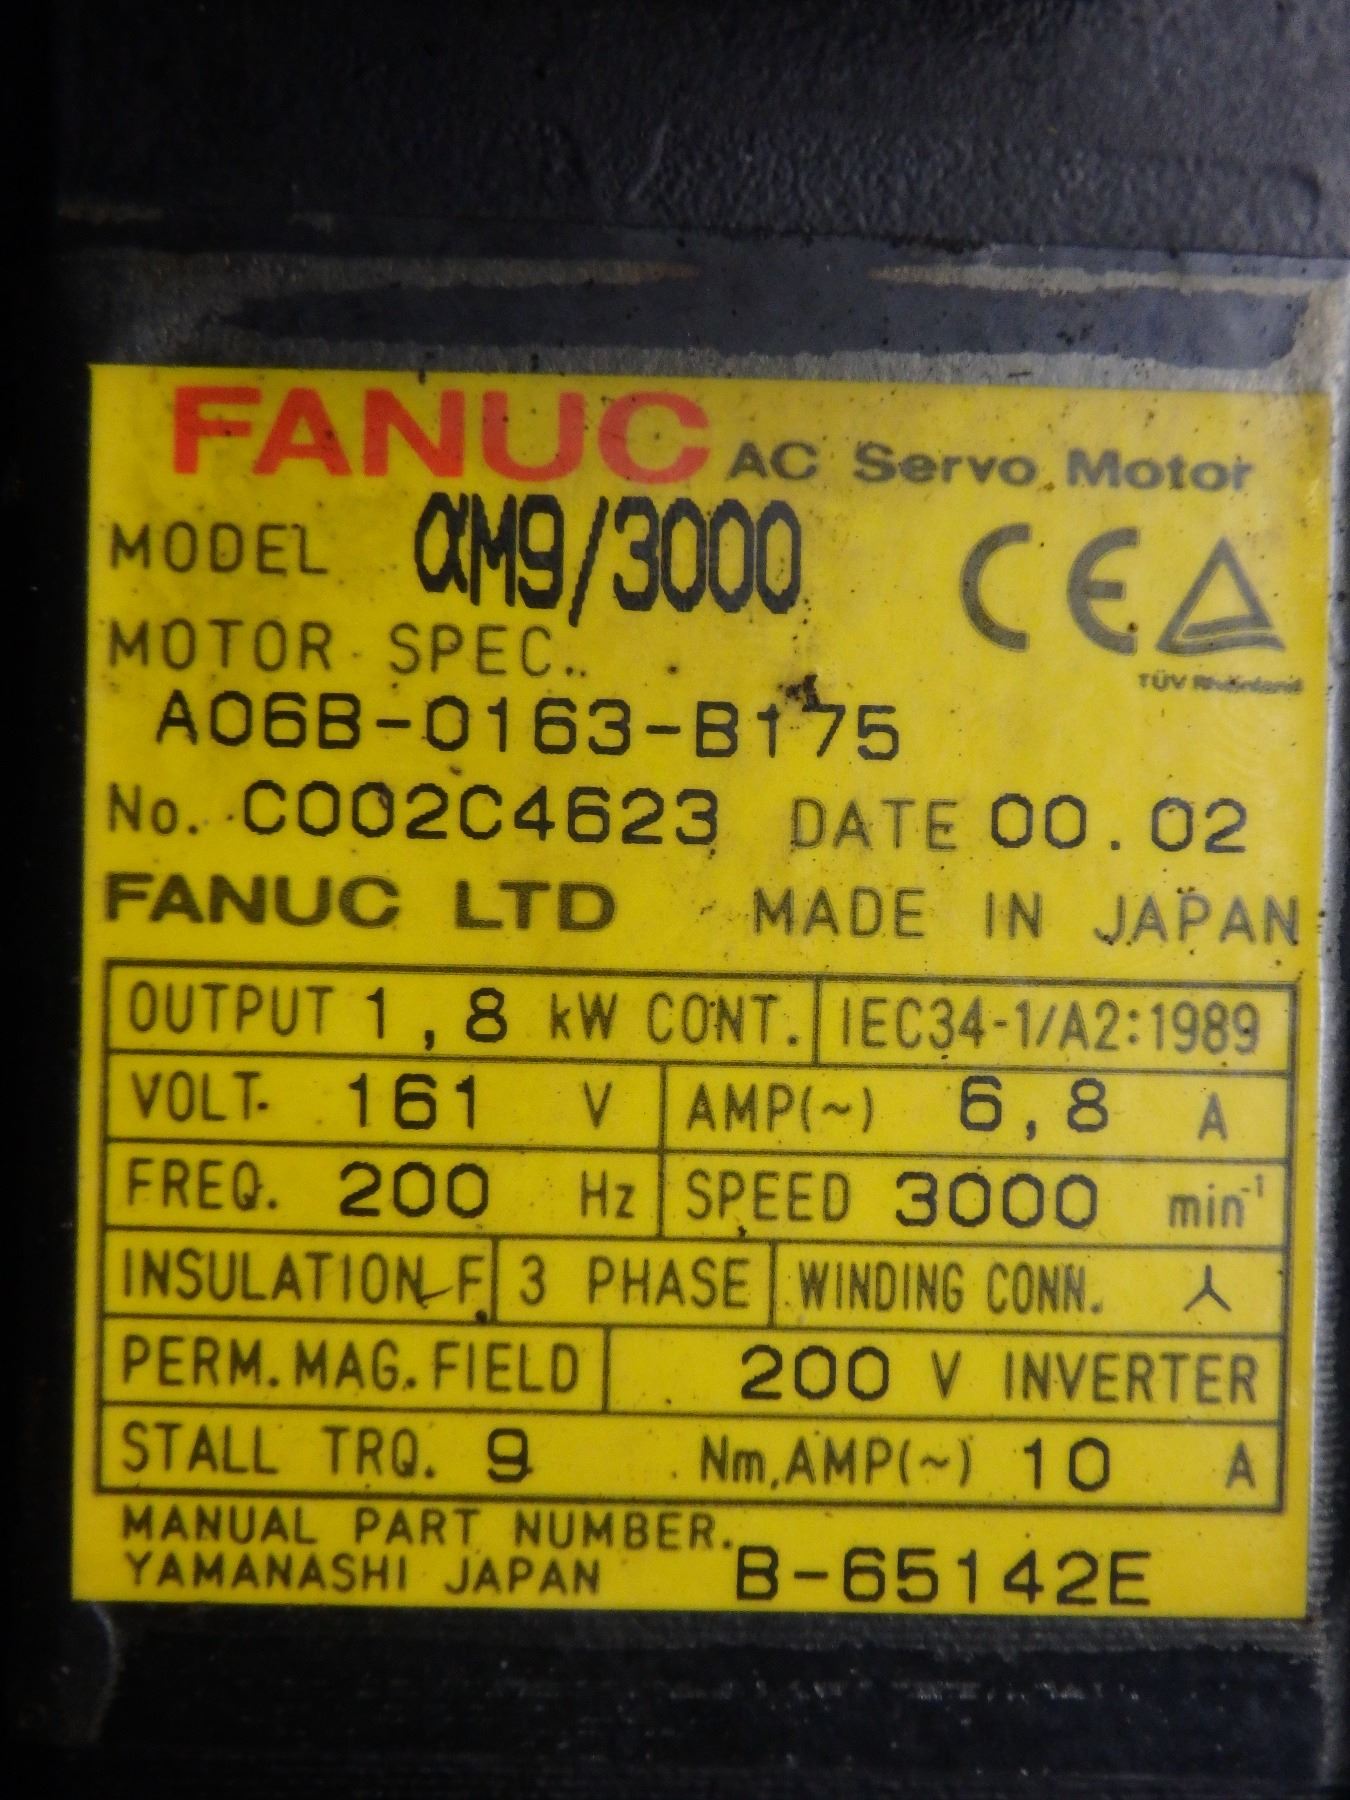 FANUC AC Servo Motor
MODEL αM9/3000
CE
TÜV Rheinland
MOTOR SPEC.
A06B-0163-B175
No. C002C4623 DATE 00.02
FANUC LTD MADE IN JAPAN
OUTPUT 1,8 kW CONT. IEC34-1/A2:1989
VOLT. 161 V AMP(~) 6,8 A
FREQ. 200 Hz SPEED 3000 min⁻¹
INSULATION F 3 PHASE WINDING CONN.
PERM.MAG.FIELD 200 V INVERTER
STALL TRQ. 9 Nm,AMP(~) 10 A
MANUAL PART NUMBER.
YAMANASHI JAPAN B-65142E